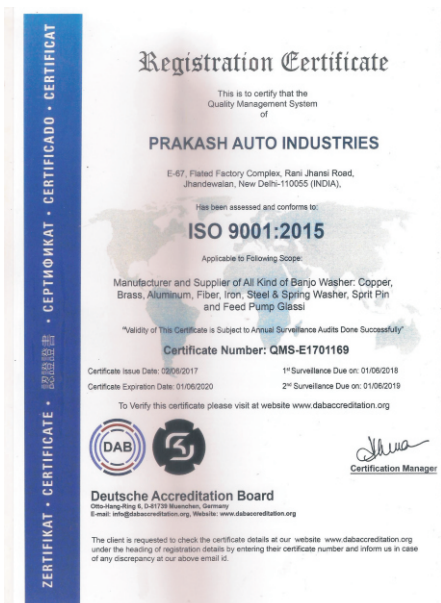 Registration Certificate
This is to certify that the
Quality Management System
of
PRAKASH AUTO INDUSTRIES
E-67, Flated Factory Complex, Rani Jhansi Road,
Jhandewalan, New Delhi-110055 (INDIA),
Has been assessed and conforms to:
ISO 9001:2015
Applicable to Following Scope:
Manufacturer and Supplier of All Kind of Banjo Washer: Copper,
Brass, Aluminum, Fiber, Iron, Steel & Spring Washer, Sprit Pin
and Feed Pump Glassi
"Validity of This Certificate is Subject to Annual Surveillance Audits Done Successfully"
Certificate Number: QMS-E1701169
Certificate Issue Date: 02/06/2017
1st Surveillance Due on: 01/06/2018
Certificate Expiration Date: 01/06/2020
2nd Surveillance Due on: 01/06/2019
To Verify this certificate please visit at website www.dabaccreditation.org
DAB
Certification Manager
Deutsche Accreditation Board
Otto-Hang-Ring 6, D-81739 Muenchen, Germany
E-mail: info@dabaccreditation.org, Website: www.dabaccreditation.org
The client is requested to check the certificate details at our website www.dabaccreditation.org
under the heading of registration details by entering their certificate number and inform us in case
of any discrepancy at our above email id.
ZERTIFIKAT • CERTIFICATE • 認證證書 • СЕРТИФИКАТ • CERTIFICADO • CERTIFICAT